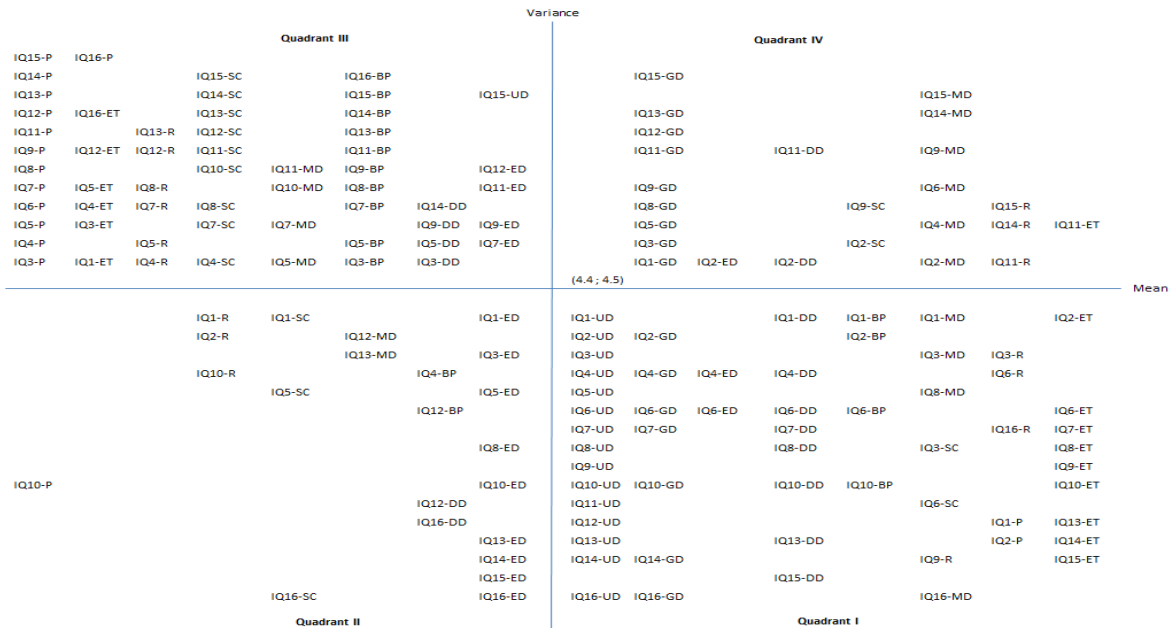 Variance
Quadrant III Quadrant IV
IQ15-P IQ16-P
IQ14-P IQ15-SC IQ16-BP IQ15-GD
IQ13-P IQ14-SC IQ15-BP IQ15-UD IQ15-MD
IQ12-P IQ16-ET IQ13-SC IQ14-BP IQ13-GD IQ14-MD
IQ11-P IQ13-R IQ12-SC IQ13-BP IQ12-GD
IQ9-P IQ12-ET IQ12-R IQ11-SC IQ11-BP IQ11-GD IQ11-DD IQ9-MD
IQ8-P IQ10-SC IQ11-MD IQ9-BP IQ12-ED
IQ7-P IQ5-ET IQ8-R IQ10-MD IQ8-BP IQ11-ED IQ9-GD IQ6-MD
IQ6-P IQ4-ET IQ7-R IQ8-SC IQ7-BP IQ14-DD IQ8-GD IQ9-SC IQ15-R
IQ5-P IQ3-ET IQ7-SC IQ7-MD IQ9-DD IQ9-ED IQ5-GD IQ4-MD IQ14-R IQ11-ET
IQ4-P IQ5-R IQ5-BP IQ5-DD IQ7-ED IQ3-GD IQ2-SC
IQ3-P IQ1-ET IQ4-R IQ4-SC IQ5-MD IQ3-BP IQ3-DD IQ1-GD IQ2-ED IQ2-DD IQ2-MD IQ11-R
(4.4 ; 4.5)
Mean
IQ1-R IQ1-SC IQ1-ED IQ1-UD IQ1-DD IQ1-BP IQ1-MD IQ2-ET
IQ2-R IQ12-MD IQ2-UD IQ2-GD IQ2-BP
IQ13-MD IQ3-ED IQ3-UD IQ3-MD IQ3-R
IQ10-R IQ4-BP IQ4-UD IQ4-GD IQ4-ED IQ4-DD IQ6-R
IQ5-SC IQ5-ED IQ5-UD IQ8-MD
IQ12-BP IQ6-UD IQ6-GD IQ6-ED IQ6-DD IQ6-BP IQ6-ET
IQ7-UD IQ7-GD IQ7-DD IQ16-R IQ7-ET
IQ8-ED IQ8-UD IQ8-DD IQ3-SC IQ8-ET
IQ9-UD IQ9-ET
IQ10-P IQ10-ED IQ10-UD IQ10-GD IQ10-DD IQ10-BP IQ10-ET
IQ12-DD IQ11-UD IQ6-SC
IQ16-DD IQ12-UD IQ1-P IQ13-ET
IQ13-ED IQ13-UD IQ13-DD IQ2-P IQ14-ET
IQ14-ED IQ14-UD IQ14-GD IQ9-R IQ15-ET
IQ15-ED IQ15-DD
IQ16-SC IQ16-ED IQ16-UD IQ16-GD IQ16-MD
Quadrant II Quadrant I